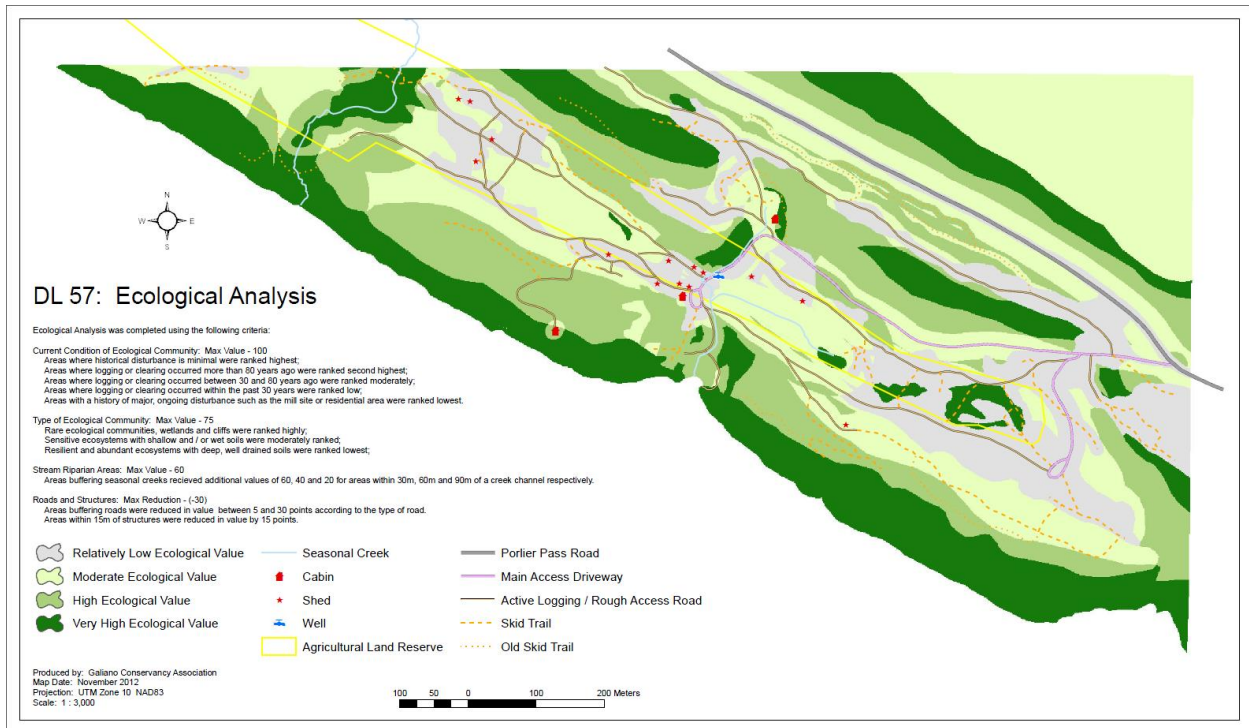 N
W
E
S
DL 57: Ecological Analysis
Ecological Analysis was completed using the following criteria:
Current Condition of Ecological Community: Max Value - 100
Areas where historical disturbance is minimal were ranked highest;
Areas where logging or clearing occurred more than 80 years ago were ranked second highest;
Areas where logging or clearing occurred between 30 and 80 years ago were ranked moderately;
Areas where logging or clearing occurred within the past 30 years were ranked low;
Areas with a history of major, ongoing disturbance such as the mill site or residential area were ranked lowest.
Type of Ecological Community: Max Value - 75
Rare ecological communities, wetlands and cliffs were ranked highly;
Sensitive ecosystems with shallow and / or wet soils were moderately ranked;
Resilient and abundant ecosystems with deep, well drained soils were ranked lowest;
Stream Riparian Areas: Max Value - 60
Areas buffering seasonal creeks recieved additional values of 60, 40 and 20 for areas within 30m, 60m and 90m of a creek channel respectively.
Roads and Structures: Max Reduction - (-30)
Areas buffering roads were reduced in value between 5 and 30 points according to the type of road.
Areas within 15m of structures were reduced in value by 15 points.
Relatively Low Ecological Value
Moderate Ecological Value
High Ecological Value
Very High Ecological Value
Seasonal Creek
Cabin
Shed
Well
Agricultural Land Reserve
Porlier Pass Road
Main Access Driveway
Active Logging / Rough Access Road
Skid Trail
Old Skid Trail
Produced by: Galiano Conservancy Association
Map Date: November 2012
Projection: UTM Zone 10 NAD83
Scale: 1 : 3,000
100 50 0 100 200 Meters